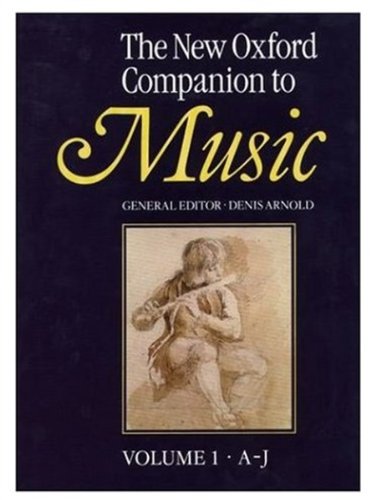 The New Oxford
Companion to
Music
GENERAL EDITOR · DENIS ARNOLD
VOLUME 1 · A-J